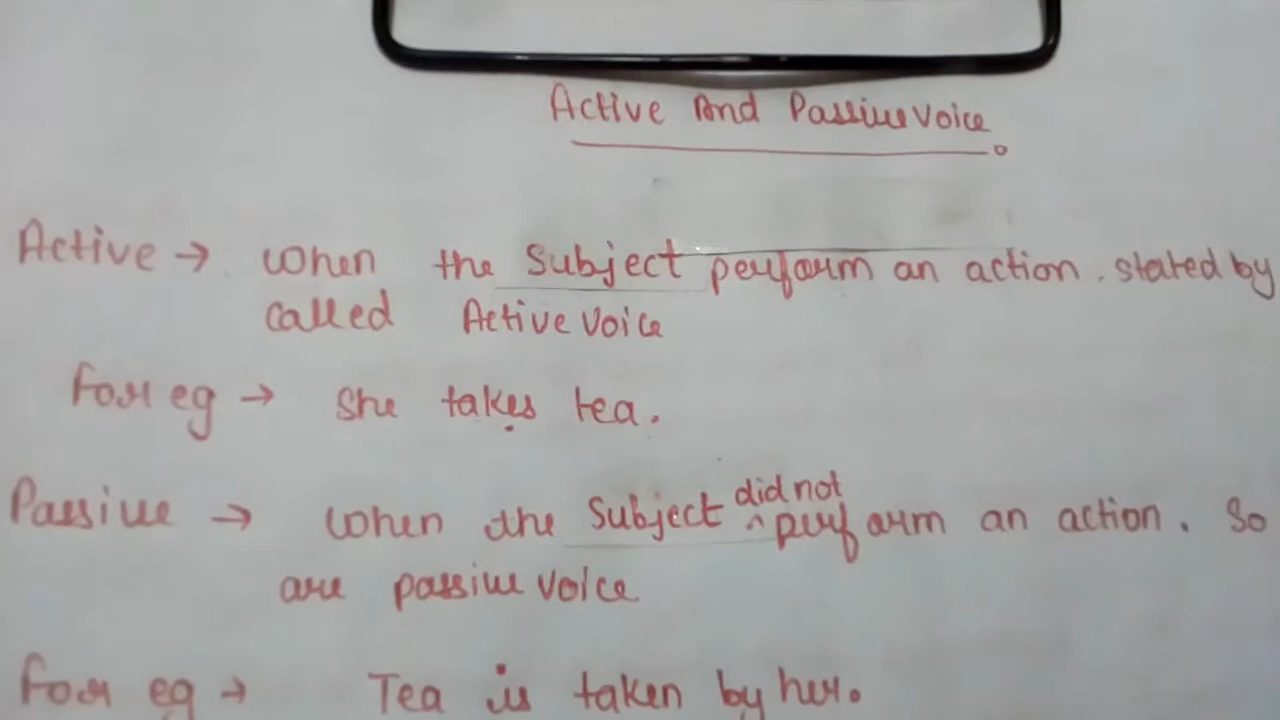 Active And Passive Voice
Active → When the Subject perform an action. stated by
called Active Voice
For eg → She takes tea.
Passive → When the Subject did not perform an action. So
are passive voice
For eg → Tea is taken by her.